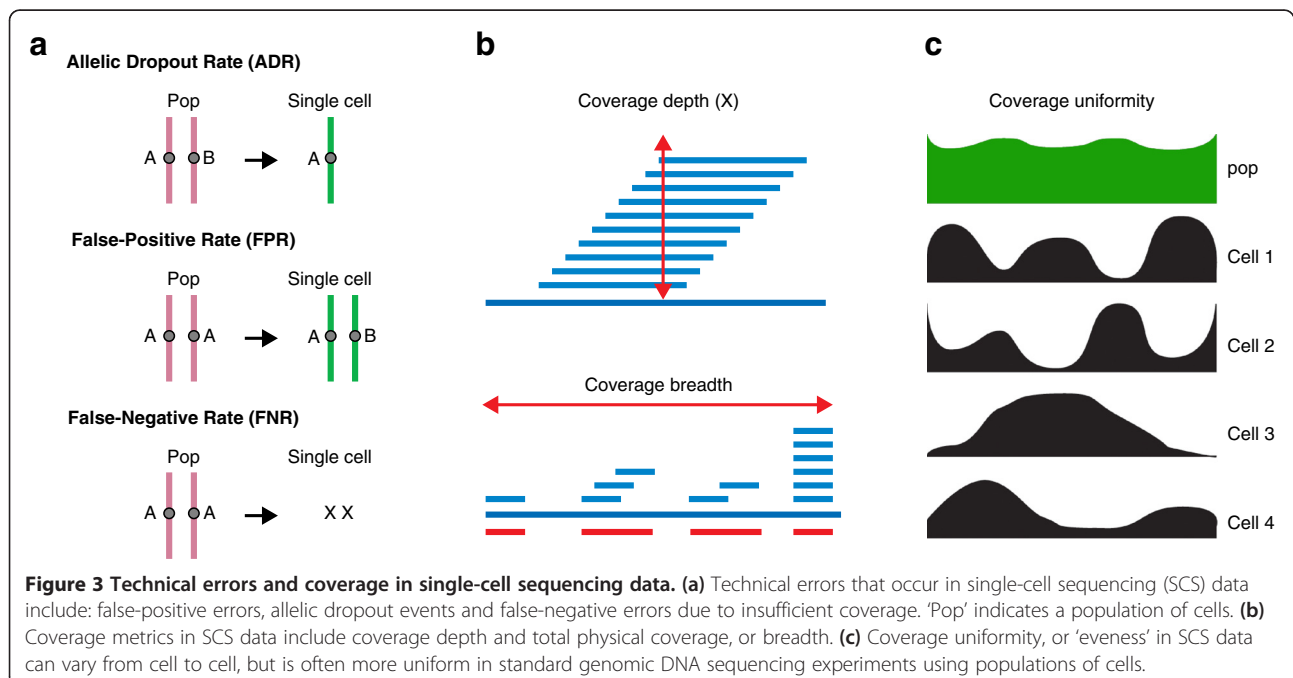 a
Allelic Dropout Rate (ADR)
Pop Single cell
A B A
False-Positive Rate (FPR)
Pop Single cell
A A A B
False-Negative Rate (FNR)
Pop Single cell
A A X X
b
Coverage depth (X)
Coverage breadth
c
Coverage uniformity
pop
Cell 1
Cell 2
Cell 3
Cell 4
Figure 3 Technical errors and coverage in single-cell sequencing data. (a) Technical errors that occur in single-cell sequencing (SCS) data
include: false-positive errors, allelic dropout events and false-negative errors due to insufficient coverage. ‘Pop’ indicates a population of cells. (b)
Coverage metrics in SCS data include coverage depth and total physical coverage, or breadth. (c) Coverage uniformity, or ‘eveness’ in SCS data
can vary from cell to cell, but is often more uniform in standard genomic DNA sequencing experiments using populations of cells.